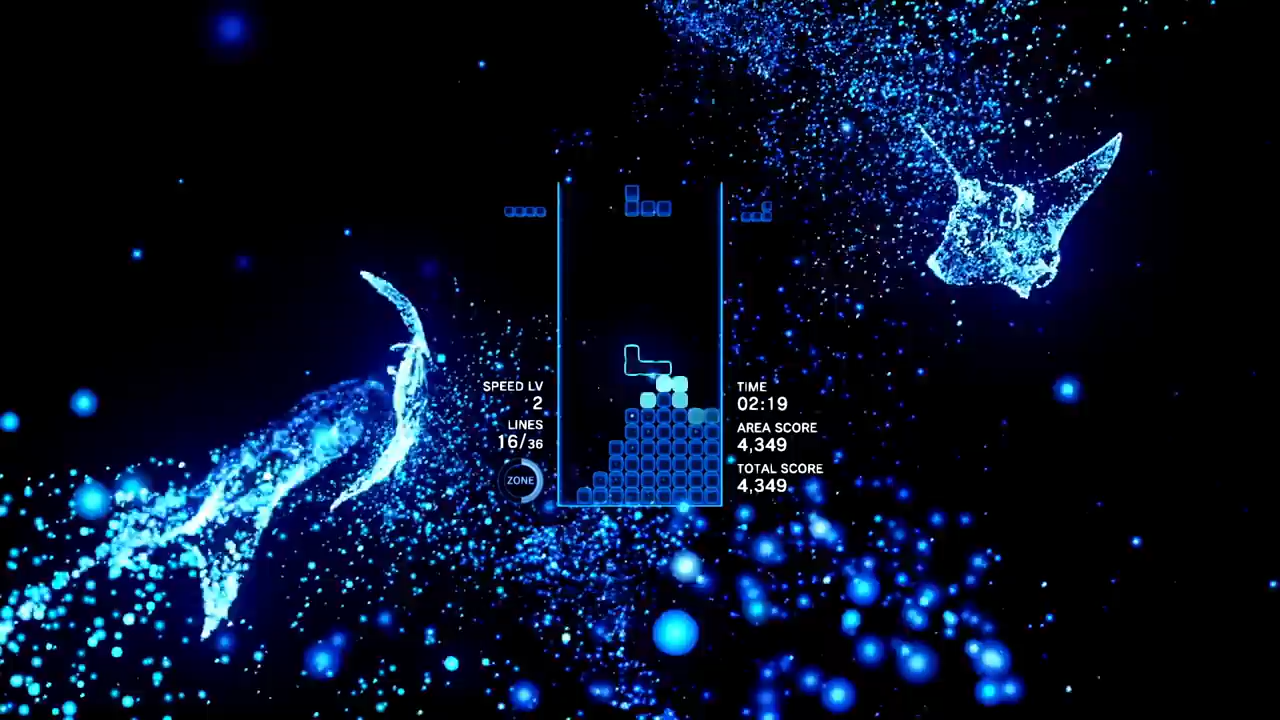 SPEED LV
2
LINES
16/36
ZONE
TIME
02:19
AREA SCORE
4,349
TOTAL SCORE
4,349